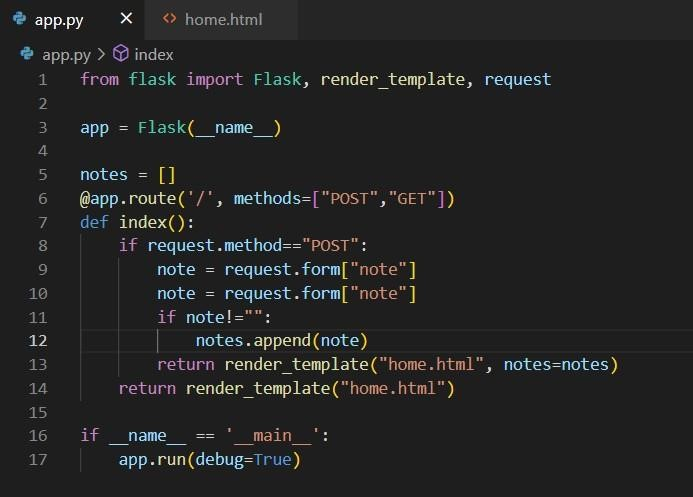 app.py × <> home.html
app.py > index
1 from flask import Flask, render_template, request
2
3 app = Flask(__name__)
4
5 notes = []
6 @app.route('/', methods=["POST","GET"])
7 def index():
8     if request.method=="POST":
9         note = request.form["note"]
10         note = request.form["note"]
11         if note!="":
12             notes.append(note)
13         return render_template("home.html", notes=notes)
14     return render_template("home.html")
15
16 if __name__ == '__main__':
17     app.run(debug=True)